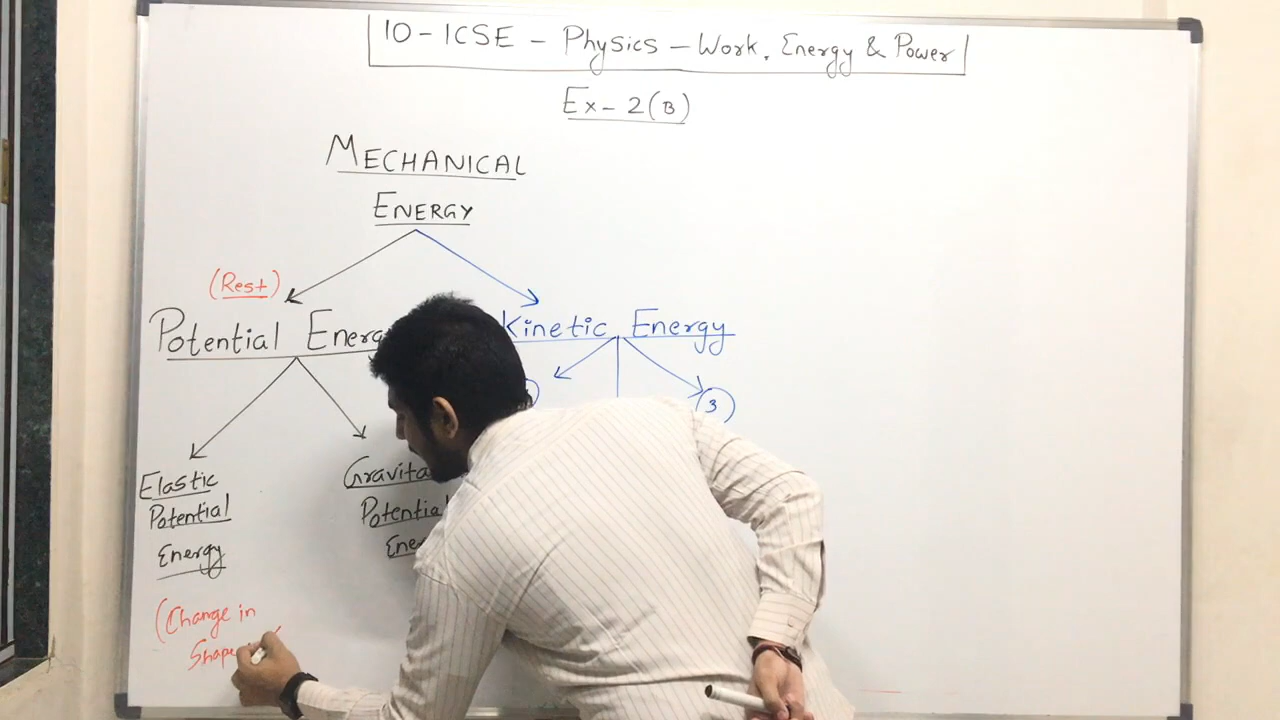 10 - ICSE - Physics - Work, Energy & Power
Ex - 2(B)
MECHANICAL
ENERGY
(Rest)
Potential
Kinetic Energy
3
Elastic
Potential
Energy
Potential
(Change in
Shape